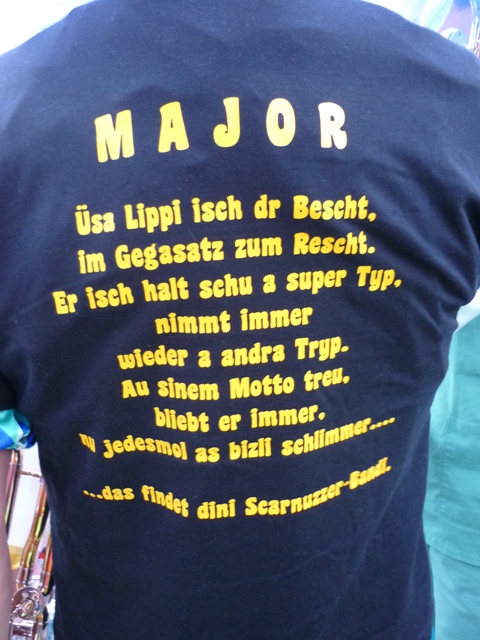 MAJOR
Üsa Lippi isch dr Bescht,
im Gegasatz zum Rescht.
Er isch halt schu a super Typ,
nimmt immer
wieder a andra Tryp.
Au sinem Motto treu,
bliebt er immer,
jedesmol as bizli schlimmer....
...das findet dini Scarnuzzer-Bandi.